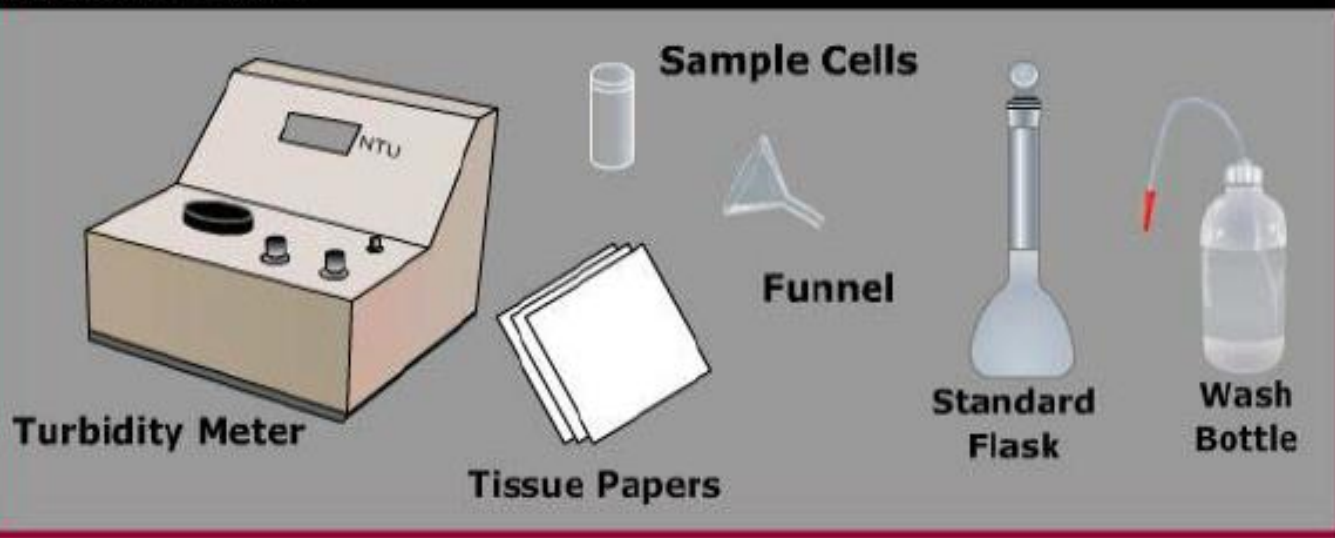 Sample Cells
NTU
Funnel
Standard
Flask
Wash
Bottle
Turbidity Meter
Tissue Papers